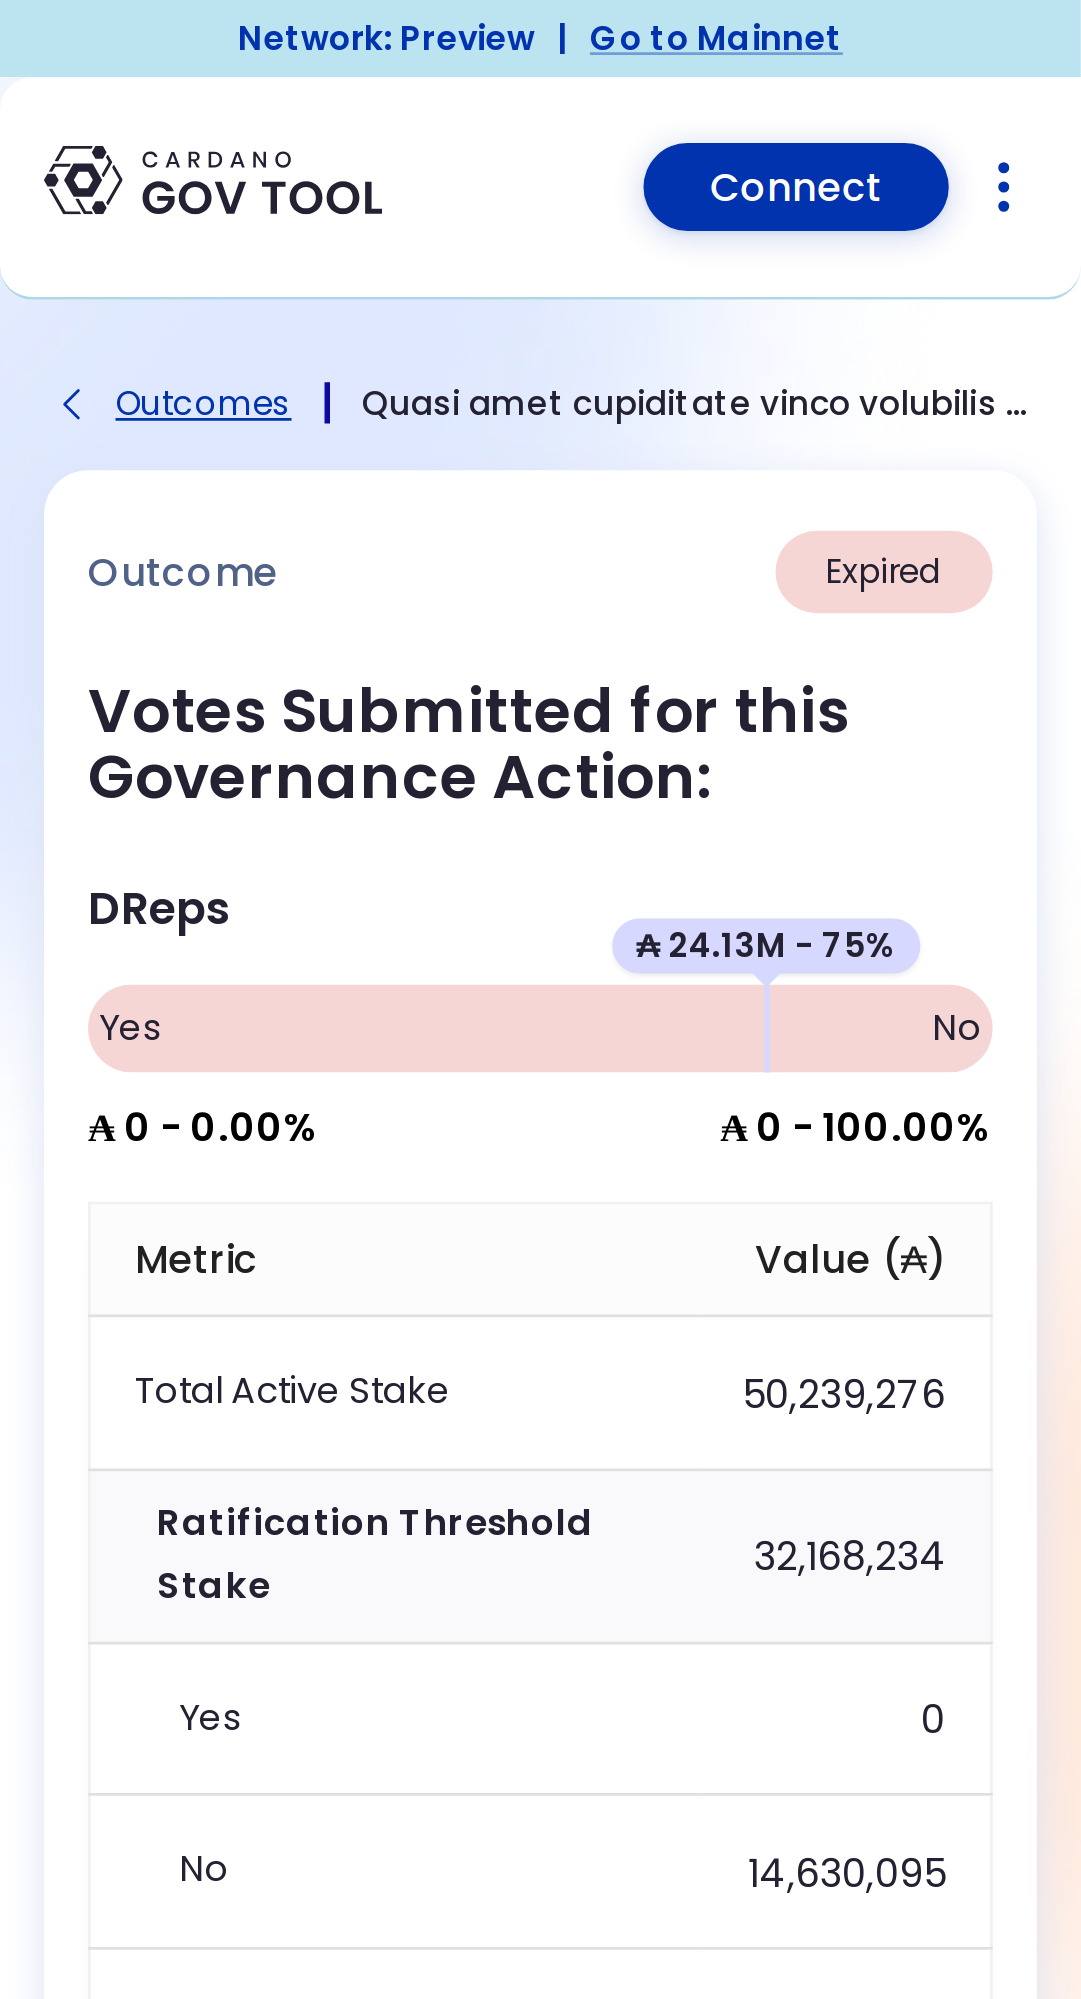 Network: Preview | Go to Mainnet
CARDANO
GOV TOOL
Connect
Outcomes | Quasi amet cupiditate vinco volubilis ...
Outcome
Expired
Votes Submitted for this
Governance Action:
DReps
₳ 24.13M - 75%
Yes
No
₳ 0 - 0.00%
₳ 0 - 100.00%
Metric
Value (₳)
Total Active Stake
50,239,276
Ratification Threshold
Stake
32,168,234
Yes
0
No
14,630,095